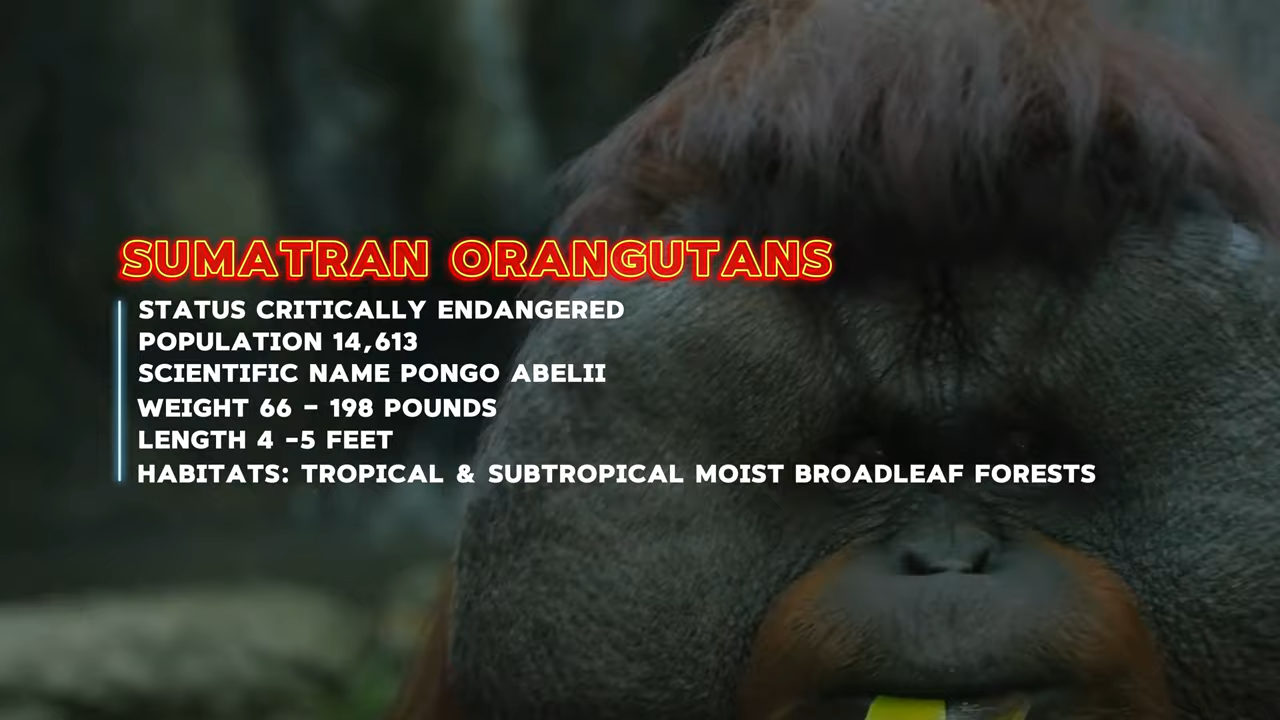 SUMATRAN ORANGUTANS
STATUS CRITICALLY ENDANGERED
POPULATION 14,613
SCIENTIFIC NAME PONGO ABELII
WEIGHT 66 - 198 POUNDS
LENGTH 4 -5 FEET
HABITATS: TROPICAL & SUBTROPICAL MOIST BROADLEAF FORESTS